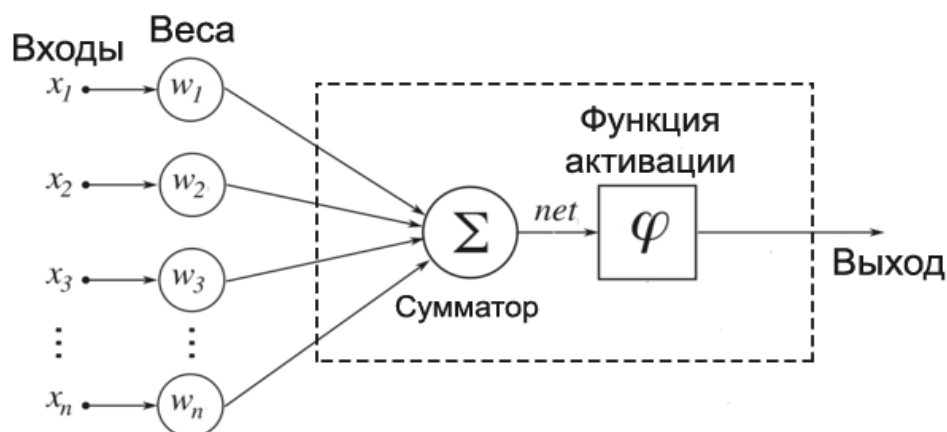 Входы
Веса
x1
w1
x2
w2
x3
w3
⋮
⋮
xn
wn
Σ
Сумматор
net
Функция
активации
φ
Выход